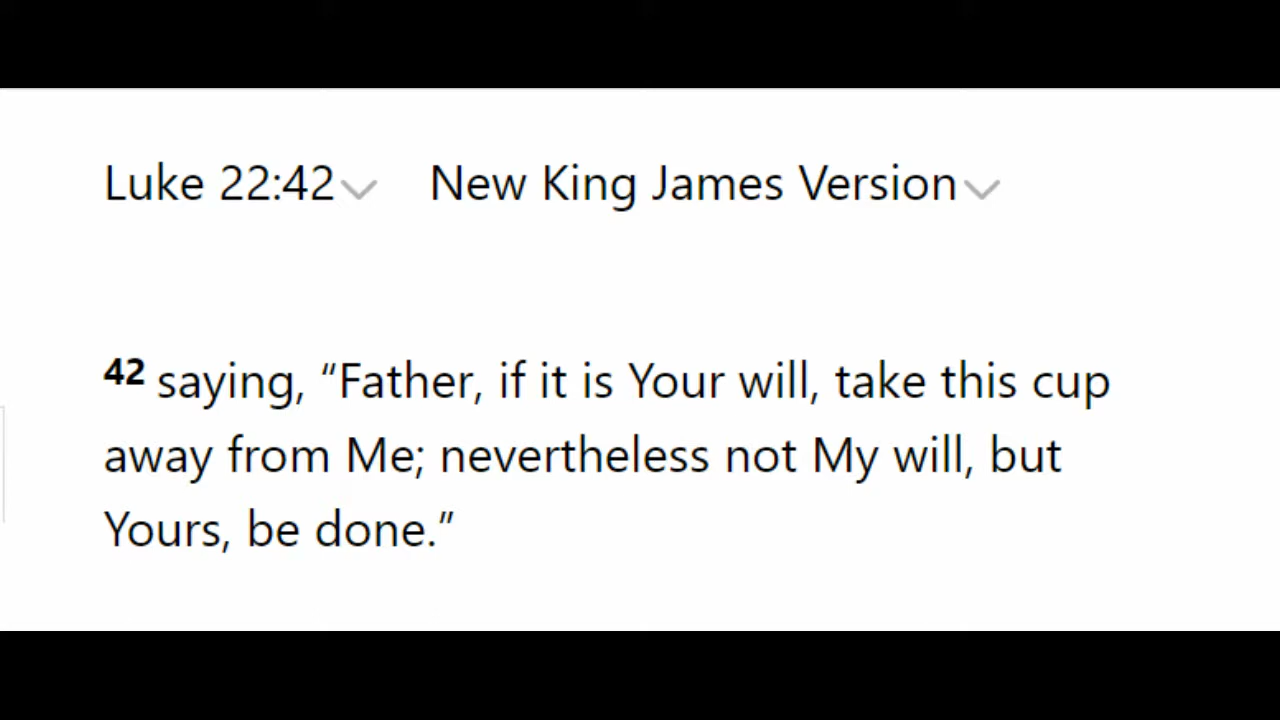 Luke 22:42 New King James Version
42 saying, “Father, if it is Your will, take this cup
away from Me; nevertheless not My will, but
Yours, be done.”